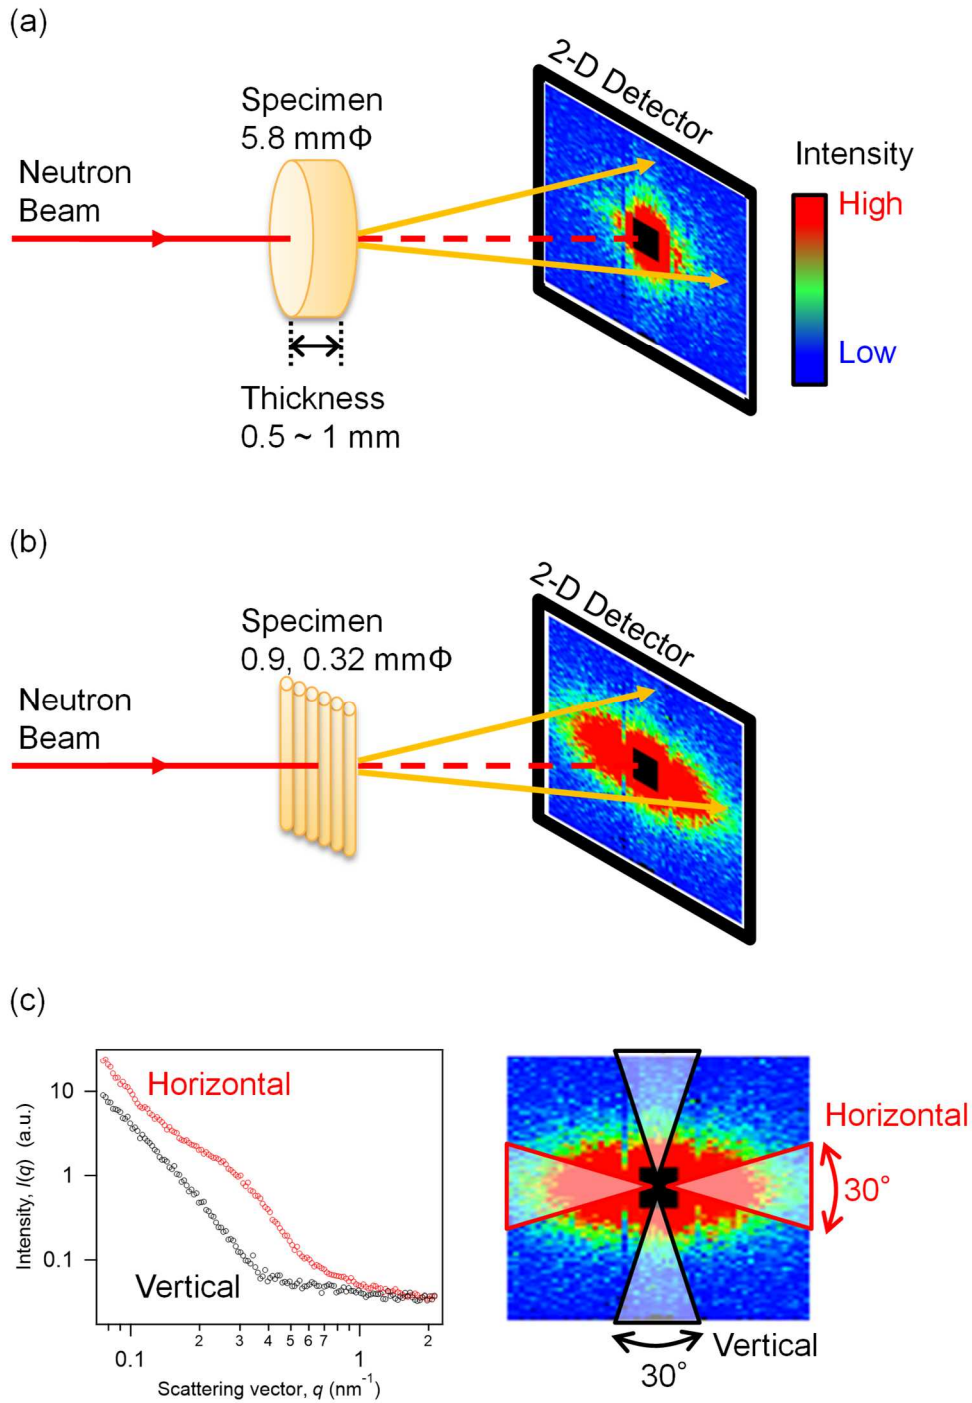 (a)
2-D Detector
Specimen
5.8 mmΦ
Neutron
Beam
Intensity
High
Low
Thickness
0.5 ~ 1 mm
(b)
2-D Detector
Specimen
0.9, 0.32 mmΦ
Neutron
Beam
(c)
Intensity, I(q) (a.u.)
10
1
0.1
Horizontal
Vertical
0.1
2
3
4
5
6
7
1
2
Scattering vector, q (nm⁻¹)
Horizontal
30°
Vertical
30°